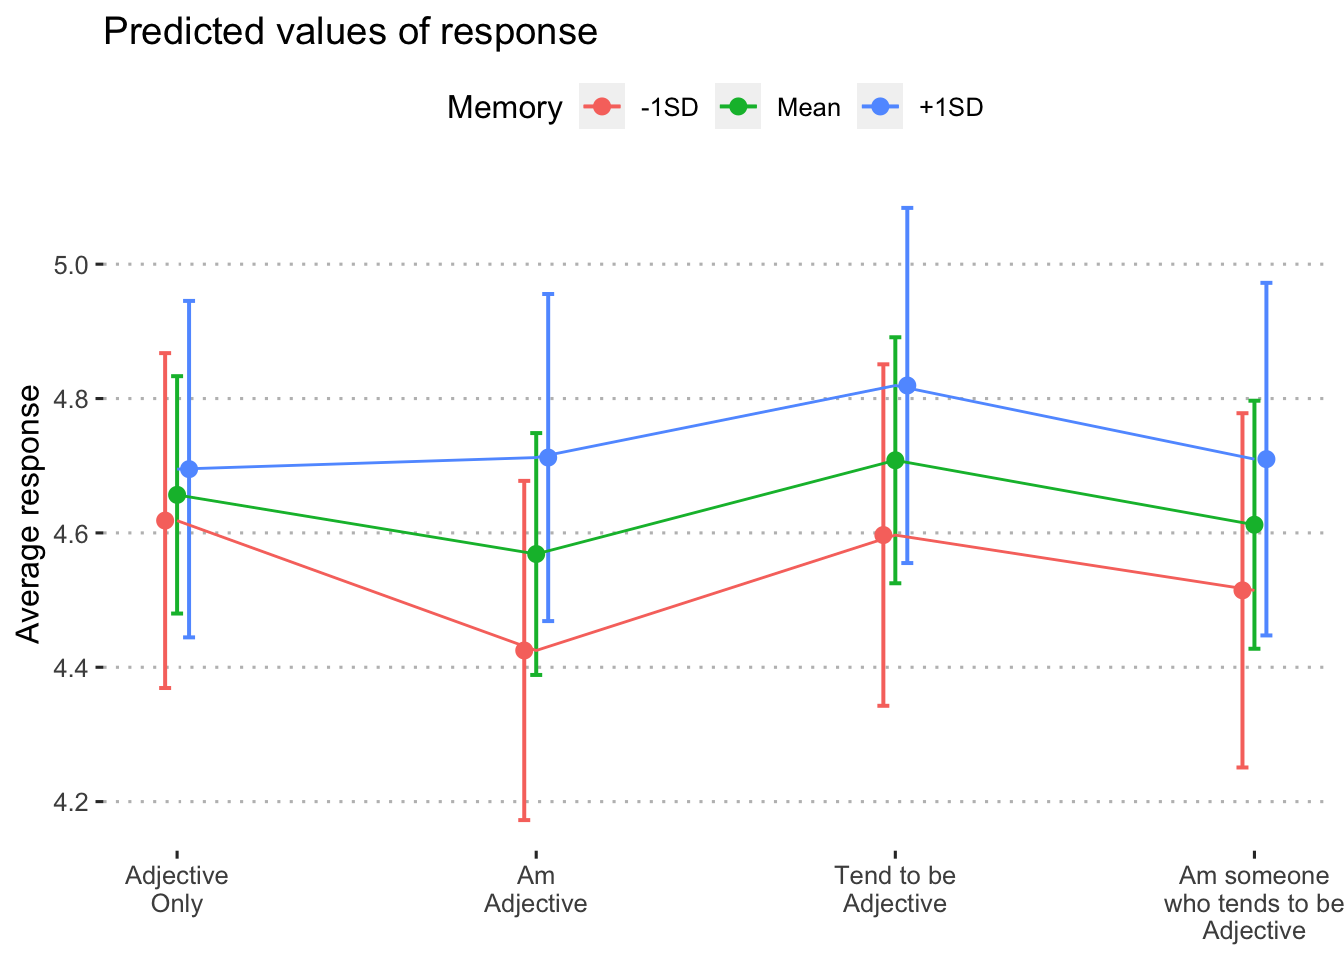 Predicted values of response
Memory -1SD Mean +1SD
Average response
5.0
4.8
4.6
4.4
4.2
Adjective
Only
Am
Adjective
Tend to be
Adjective
Am someone
who tends to be
Adjective